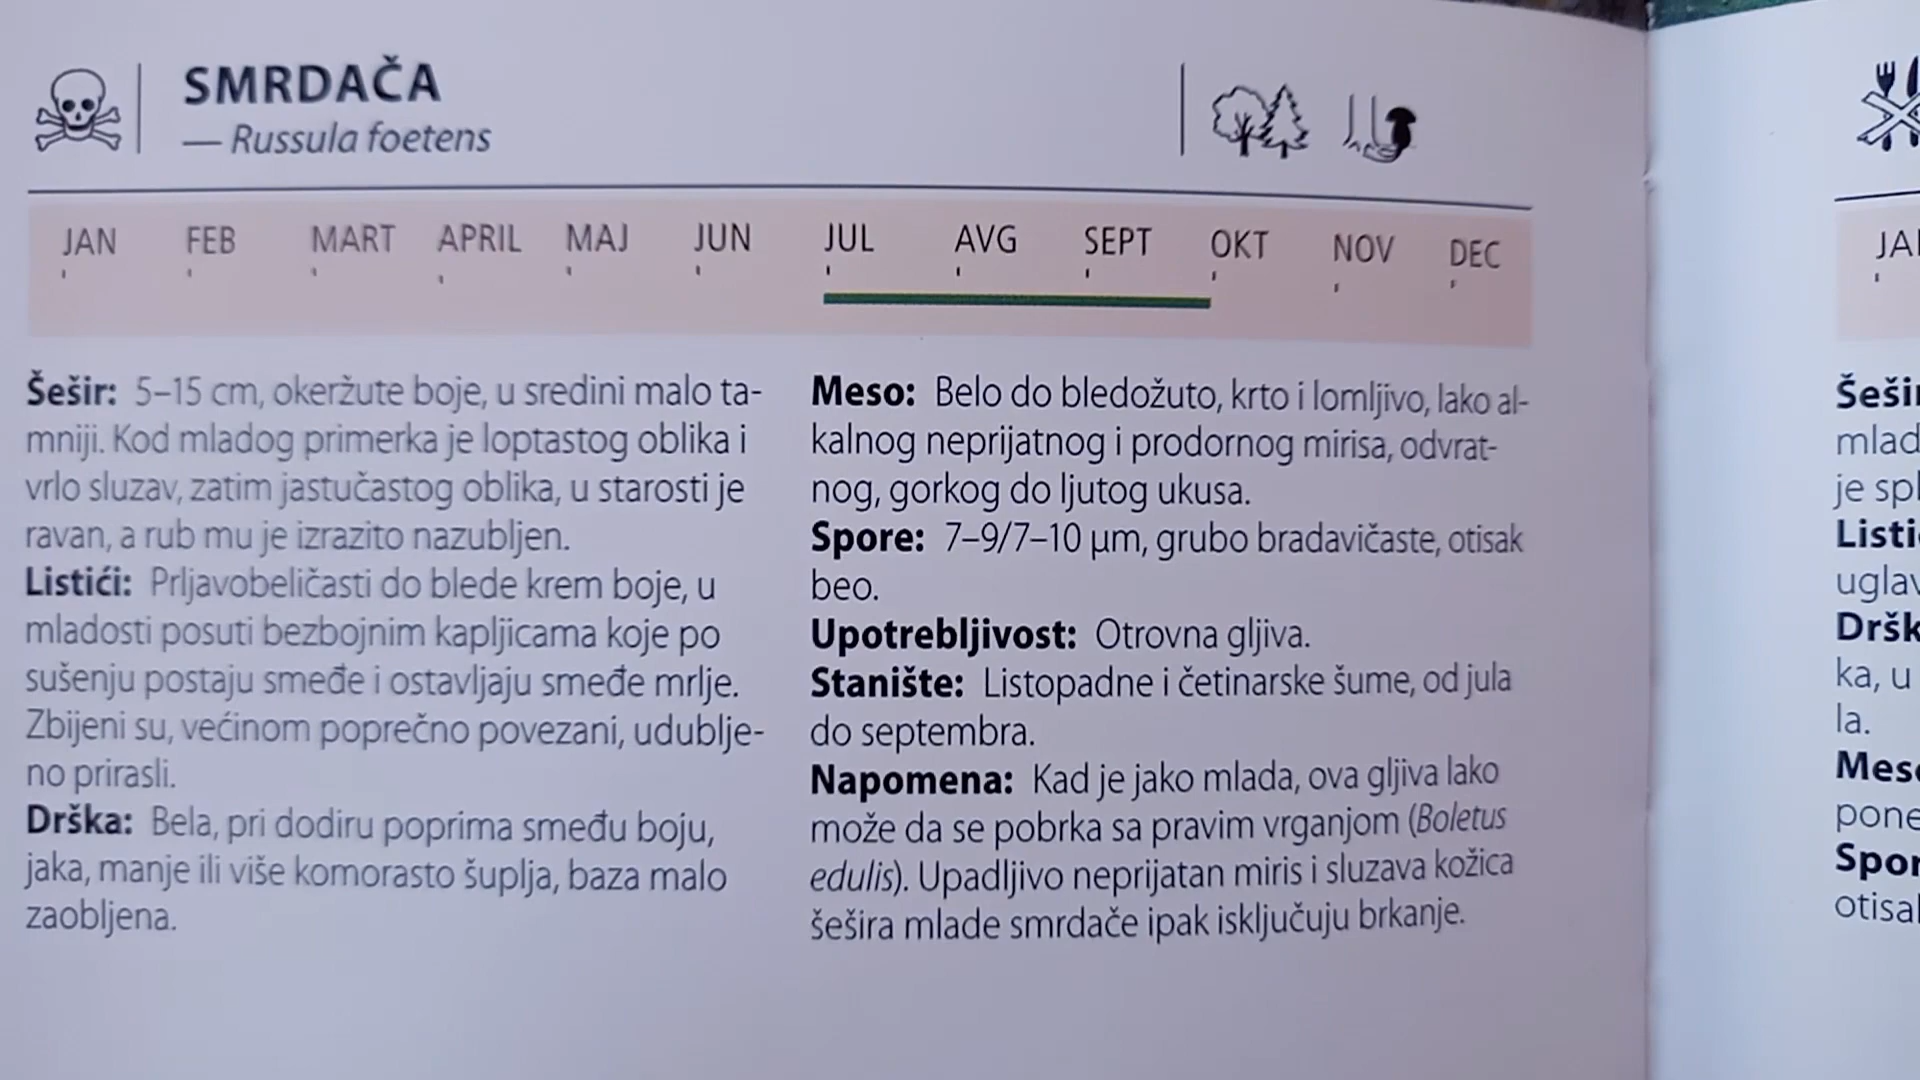 SMRDAČA
— Russula foetens
JAN FEB MART APRIL MAJ JUN JUL AVG SEPT OKT NOV DEC
Šešir: 5–15 cm, okeržute boje, u sredini malo ta-
mniji. Kod mladog primerka je loptastog oblika i
vrlo sluzav, zatim jastučastog oblika, u starosti je
ravan, a rub mu je izrazito nazubljen.
Listići: Prljavobeličasti do blede krem boje, u
mladosti posuti bezbojnim kapljicama koje po
sušenju postaju smeđe i ostavljaju smeđe mrlje.
Zbijeni su, većinom poprečno povezani, udublje-
no prirasli.
Drška: Bela, pri dodiru poprima smeđu boju,
jaka, manje ili više komorasto šuplja, baza malo
zaobljena.
Meso: Belo do bledožuto, krto i lomljivo, lako al-
kalnog neprijatnog i prodornog mirisa, odvrat-
nog, gorkog do ljutog ukusa.
Spore: 7–9/7–10 µm, grubo bradavičaste, otisak
beo.
Upotrebljivost: Otrovna gljiva.
Stanište: Listopadne i četinarske šume, od jula
do septembra.
Napomena: Kad je jako mlada, ova gljiva lako
može da se pobrka sa pravim vrganjom (Boletus
edulis). Upadljivo neprijatan miris i sluzava kožica
šešira mlade smrdače ipak isključuju brkanje.
mlad
je spl
uglav
ka, u
la.
pone